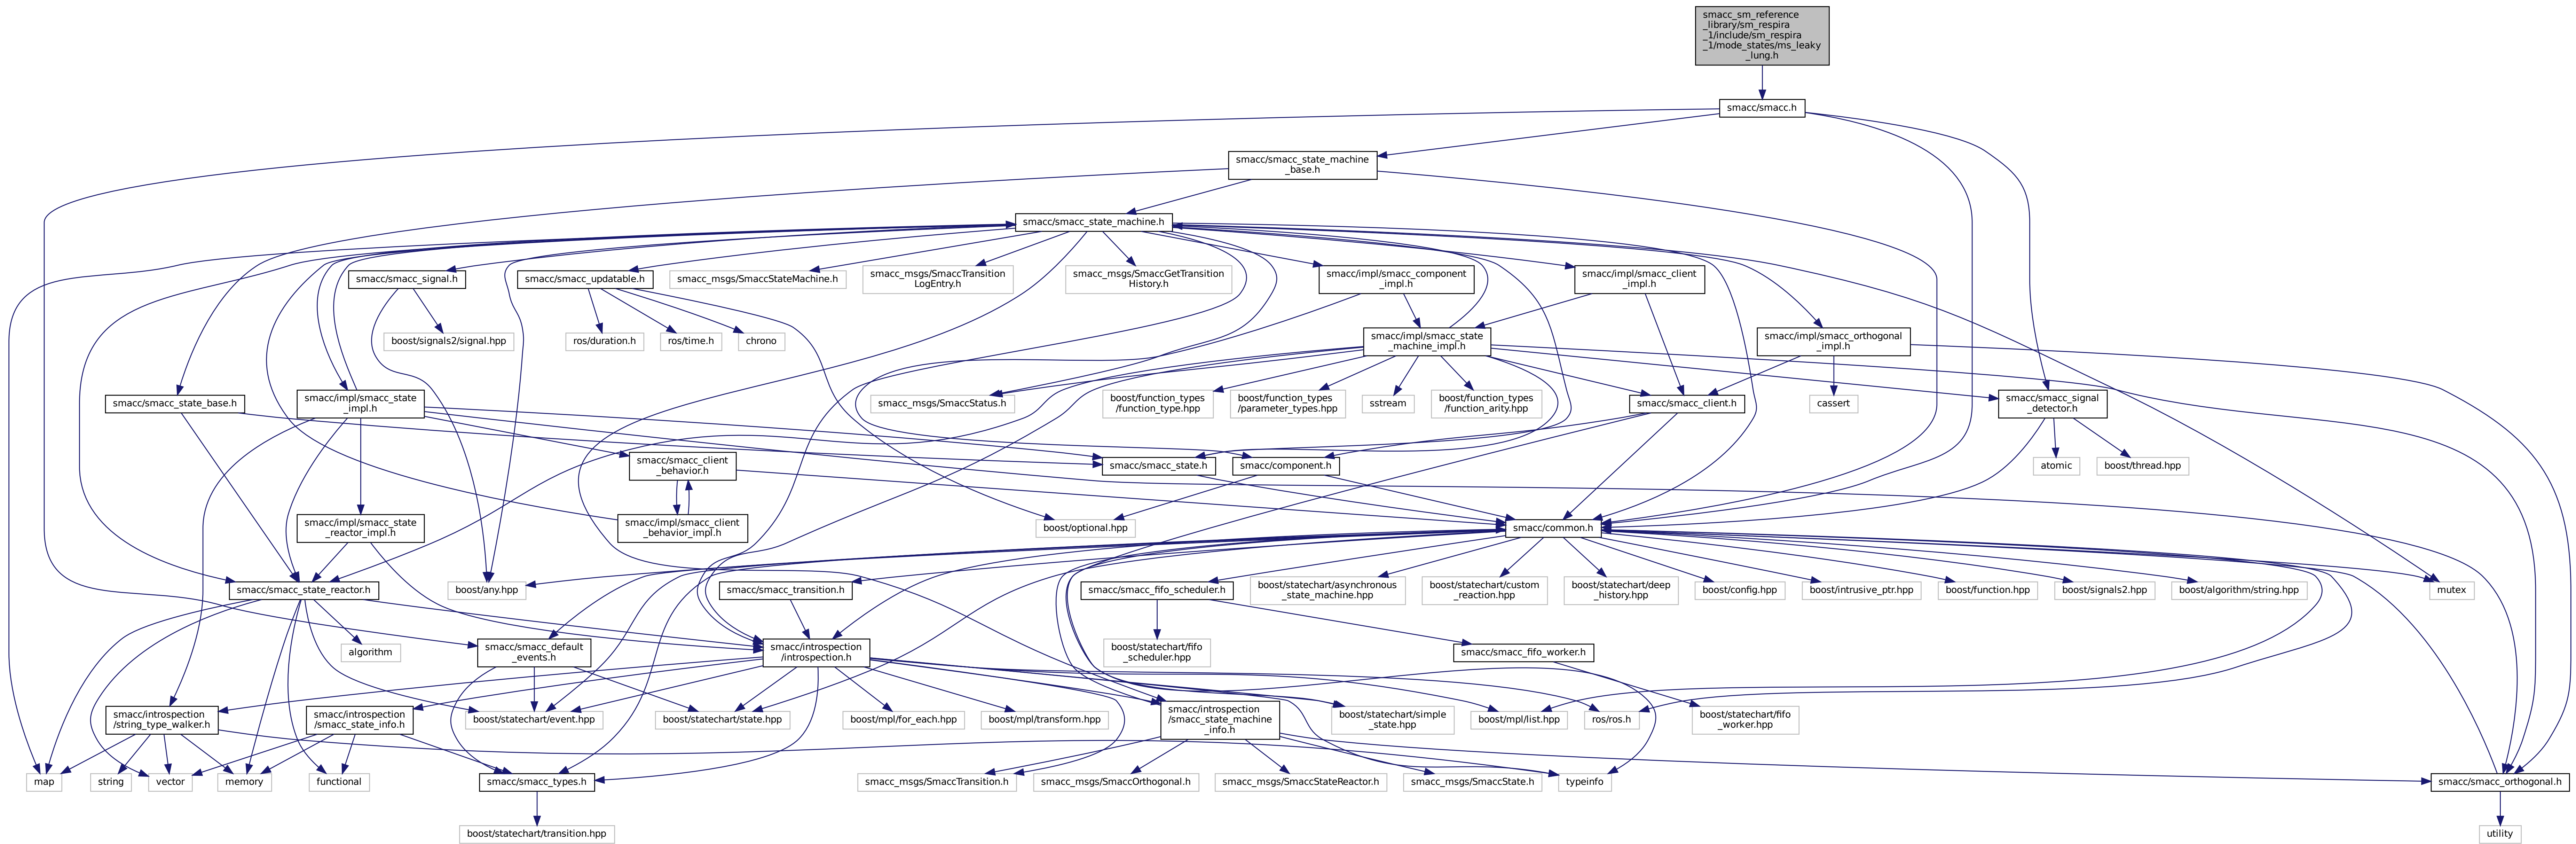 smacc_sm_reference
_library/sm_respira
_1/include/sm_respira
_1/mode_states/ms_leaky
_lung.h
smacc/smacc.h
smacc/smacc_state_machine
_base.h
smacc/smacc_state_machine.h
smacc/smacc_signal.h
smacc/smacc_updatable.h
smacc_msgs/SmaccStateMachine.h
smacc_msgs/SmaccTransition
LogEntry.h
smacc_msgs/SmaccGetTransition
History.h
smacc/impl/smacc_component
_impl.h
smacc/impl/smacc_client
_impl.h
boost/signals2/signal.hpp
ros/duration.h
ros/time.h
chrono
smacc/impl/smacc_state
_machine_impl.h
smacc/impl/smacc_orthogonal
_impl.h
smacc/smacc_state_base.h
smacc/impl/smacc_state
_impl.h
smacc_msgs/SmaccStatus.h
boost/function_types
/function_type.hpp
boost/function_types
/parameter_types.hpp
sstream
boost/function_types
/function_arity.hpp
smacc/smacc_client.h
cassert
smacc/smacc_signal
_detector.h
smacc/smacc_client
_behavior.h
smacc/smacc_state.h
smacc/component.h
atomic
boost/thread.hpp
smacc/impl/smacc_state
_reactor_impl.h
smacc/impl/smacc_client
_behavior_impl.h
boost/optional.hpp
smacc/common.h
smacc/smacc_state_reactor.h
boost/any.hpp
smacc/smacc_transition.h
smacc/smacc_fifo_scheduler.h
boost/statechart/asynchronous
_state_machine.hpp
boost/statechart/custom
_reaction.hpp
boost/statechart/deep
_history.hpp
boost/config.hpp
boost/intrusive_ptr.hpp
boost/function.hpp
boost/signals2.hpp
boost/algorithm/string.hpp
mutex
algorithm
smacc/smacc_default
_events.h
smacc/introspection
/introspection.h
boost/statechart/fifo
_scheduler.hpp
smacc/smacc_fifo_worker.h
smacc/introspection
/string_type_walker.h
smacc/introspection
/smacc_state_info.h
boost/statechart/event.hpp
boost/statechart/state.hpp
boost/mpl/for_each.hpp
boost/mpl/transform.hpp
smacc/introspection
/smacc_state_machine
_info.h
boost/statechart/simple
_state.hpp
boost/mpl/list.hpp
ros/ros.h
boost/statechart/fifo
_worker.hpp
map
string
vector
memory
functional
smacc/smacc_types.h
smacc_msgs/SmaccTransition.h
smacc_msgs/SmaccOrthogonal.h
smacc_msgs/SmaccStateReactor.h
smacc_msgs/SmaccState.h
typeinfo
smacc/smacc_orthogonal.h
boost/statechart/transition.hpp
utility